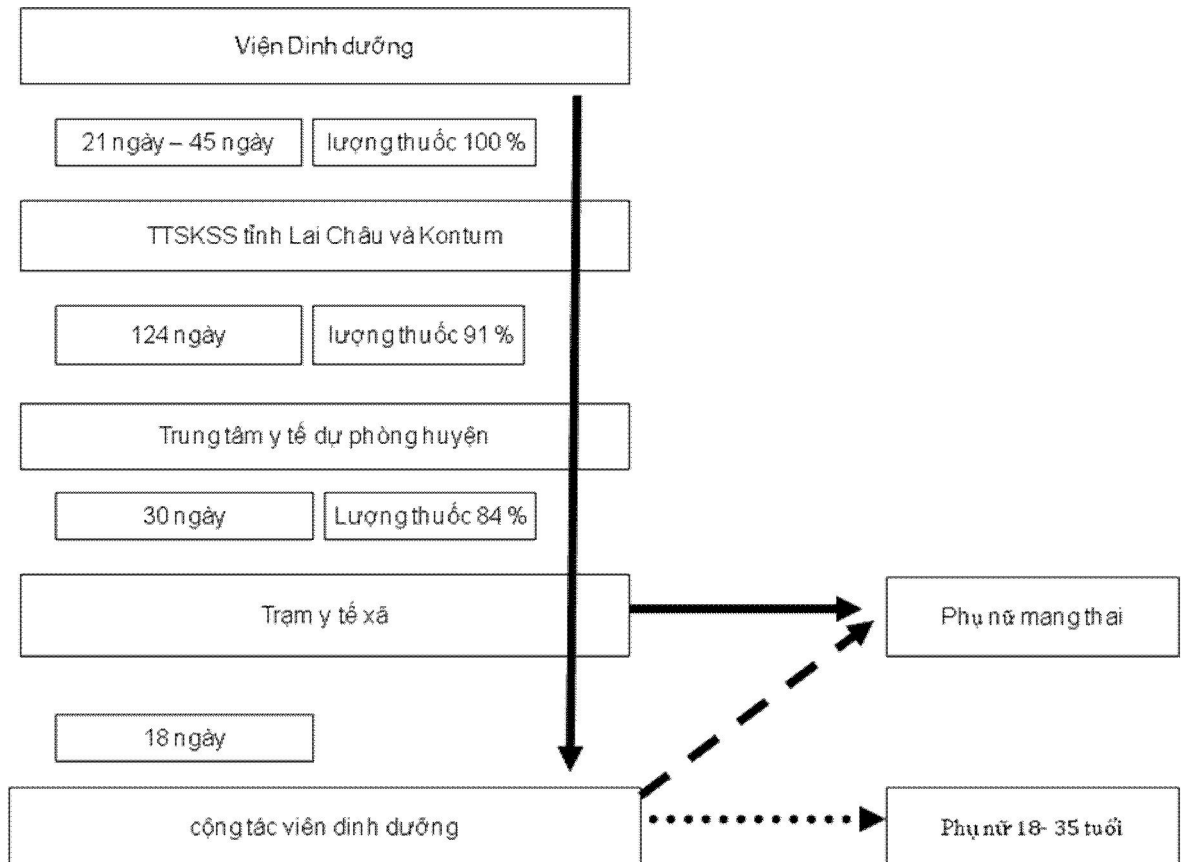 Viện Dinh dưỡng
21 ngày – 45 ngày
lượng thuốc 100 %
TTSKSS tỉnh Lai Châu và Kontum
124 ngày
lượng thuốc 91 %
Trung tâm y tế dự phòng huyện
30 ngày
Lượng thuốc 84 %
Trạm y tế xã
Phụ nữ mang thai
18 ngày
cộng tác viên dinh dưỡng
Phụ nữ 18- 35 tuổi